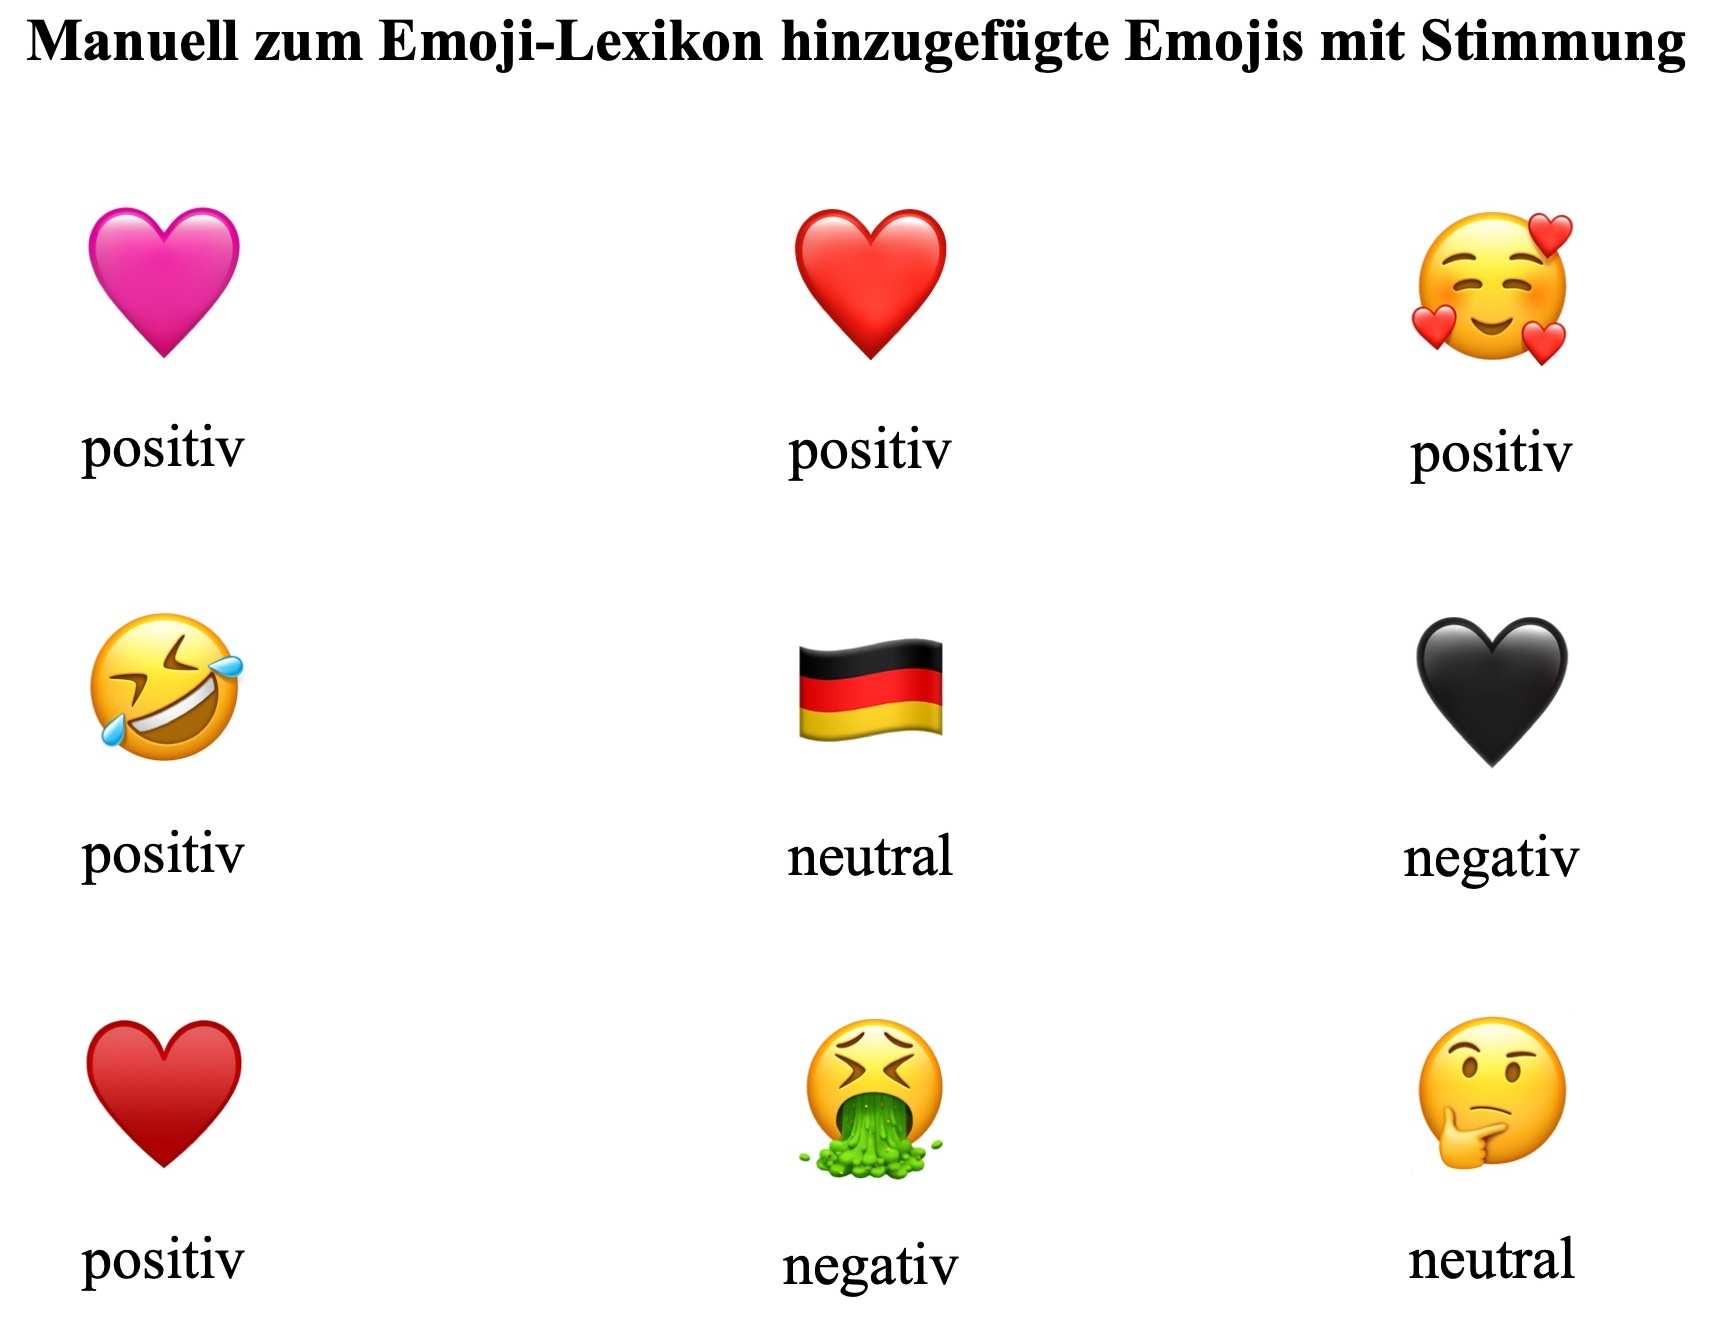 Manuell zum Emoji-Lexikon hinzugefügte Emojis mit Stimmung
positiv positiv positiv
positiv neutral negativ
positiv negativ neutral